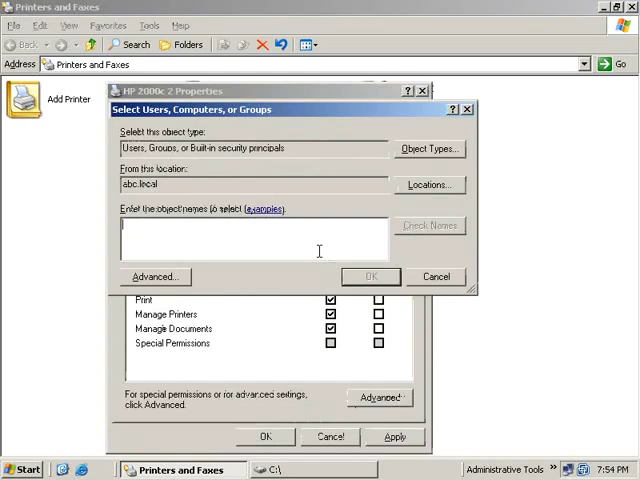 Printers and Faxes
File Edit View Favorites Tools Help
Back Search Folders
Address Printers and Faxes Go
Add Printer
HP 2000c 2 Properties
Select Users, Computers, or Groups
Select this object type:
Users, Groups, or Built-in security principals
Object Types...
From this location:
abc.local
Locations...
Enter the object names to select (examples):
Check Names
Advanced...
OK
Cancel
Print
Manage Printers
Manage Documents
Special Permissions
For special permissions or for advanced settings,
click Advanced.
Advanced
OK
Cancel
Apply
Start
Printers and Faxes
C:\
Administrative Tools
»
7:54 PM